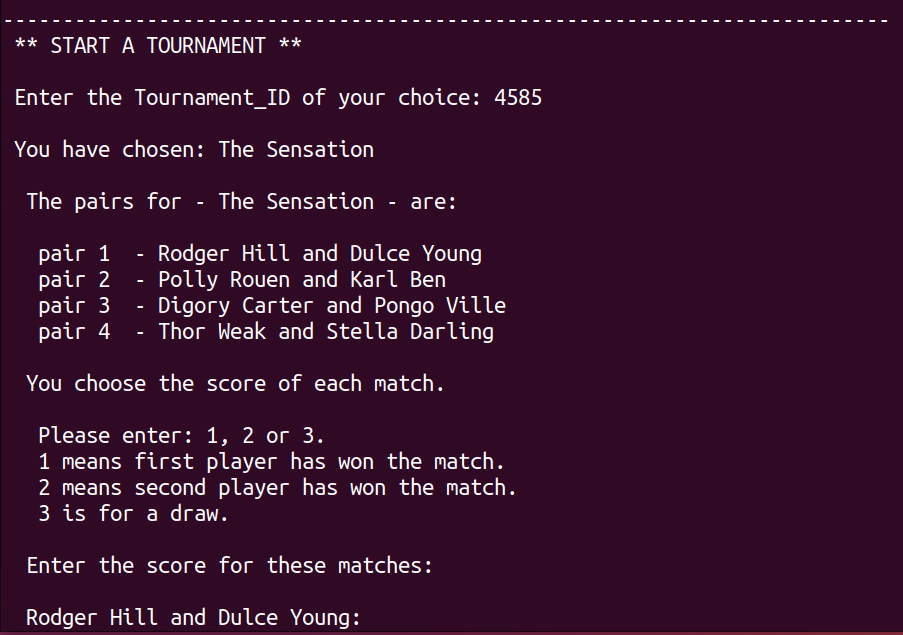 --------------------------------------------------------------------------
** START A TOURNAMENT **
Enter the Tournament_ID of your choice: 4585
You have chosen: The Sensation
The pairs for - The Sensation - are:
pair 1  - Rodger Hill and Dulce Young
pair 2  - Polly Rouen and Karl Ben
pair 3  - Digory Carter and Pongo Ville
pair 4  - Thor Weak and Stella Darling
You choose the score of each match.
Please enter: 1, 2 or 3.
1 means first player has won the match.
2 means second player has won the match.
3 is for a draw.
Enter the score for these matches:
Rodger Hill and Dulce Young: